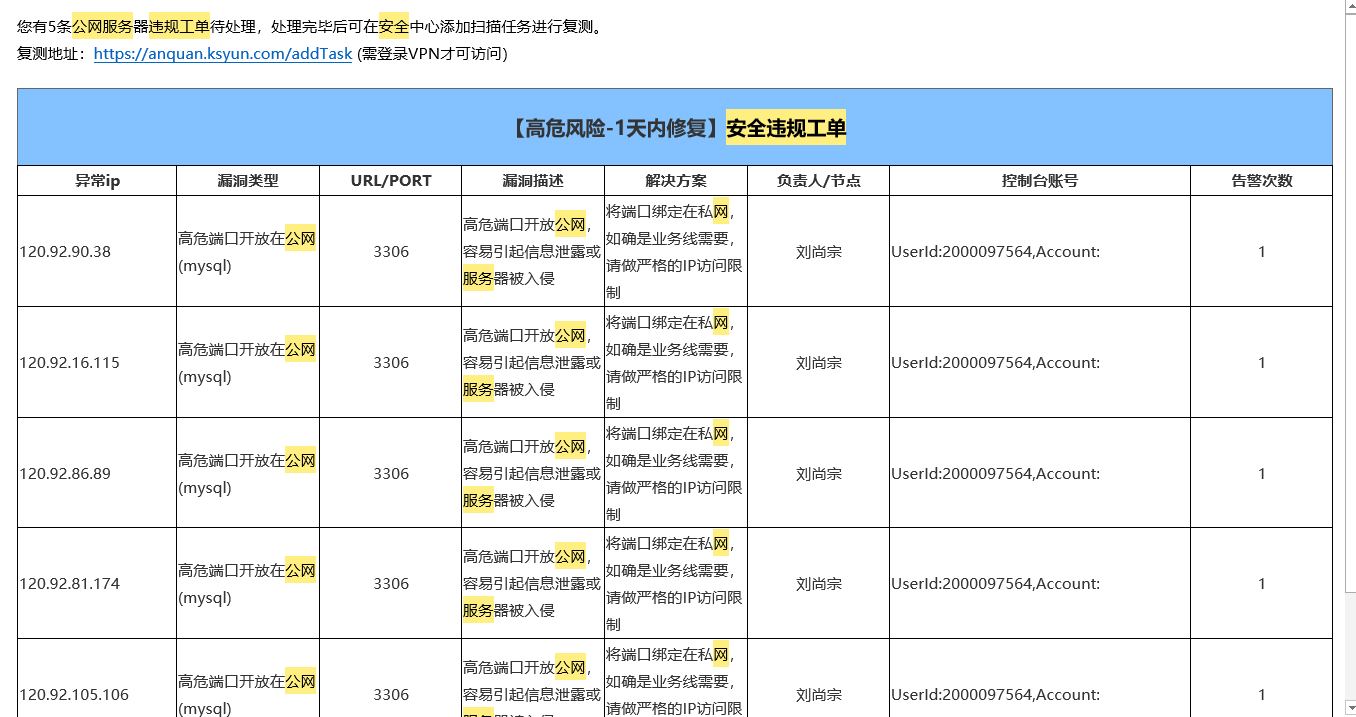 您有5条公网服务器违规工单待处理，处理完毕后可在安全中心添加扫描任务进行复测。
复测地址：https://anquan.ksyun.com/addTask (需登录VPN才可访问)
【高危风险-1天内修复】安全违规工单
异常ip 漏洞类型 URL/PORT 漏洞描述 解决方案 负责人/节点 控制台账号 告警次数
120.92.90.38
高危端口开放在公网
(mysql)
3306
高危端口开放公网，
容易引起信息泄露或
服务器被入侵
将端口绑定在私网，
如确是业务线需要，
请做严格的IP访问限
制
刘尚宗
UserId:2000097564,Account:
1
120.92.16.115
高危端口开放在公网
(mysql)
3306
高危端口开放公网，
容易引起信息泄露或
服务器被入侵
将端口绑定在私网，
如确是业务线需要，
请做严格的IP访问限
制
刘尚宗
UserId:2000097564,Account:
1
120.92.86.89
高危端口开放在公网
(mysql)
3306
高危端口开放公网，
容易引起信息泄露或
服务器被入侵
将端口绑定在私网，
如确是业务线需要，
请做严格的IP访问限
制
刘尚宗
UserId:2000097564,Account:
1
120.92.81.174
高危端口开放在公网
(mysql)
3306
高危端口开放公网，
容易引起信息泄露或
服务器被入侵
将端口绑定在私网，
如确是业务线需要，
请做严格的IP访问限
制
刘尚宗
UserId:2000097564,Account:
1
120.92.105.106
高危端口开放在公网
(mysql)
3306
高危端口开放公网，
容易引起信息泄露或
将端口绑定在私网，
如确是业务线需要，
请做严格的IP访问限
刘尚宗
UserId:2000097564,Account:
1